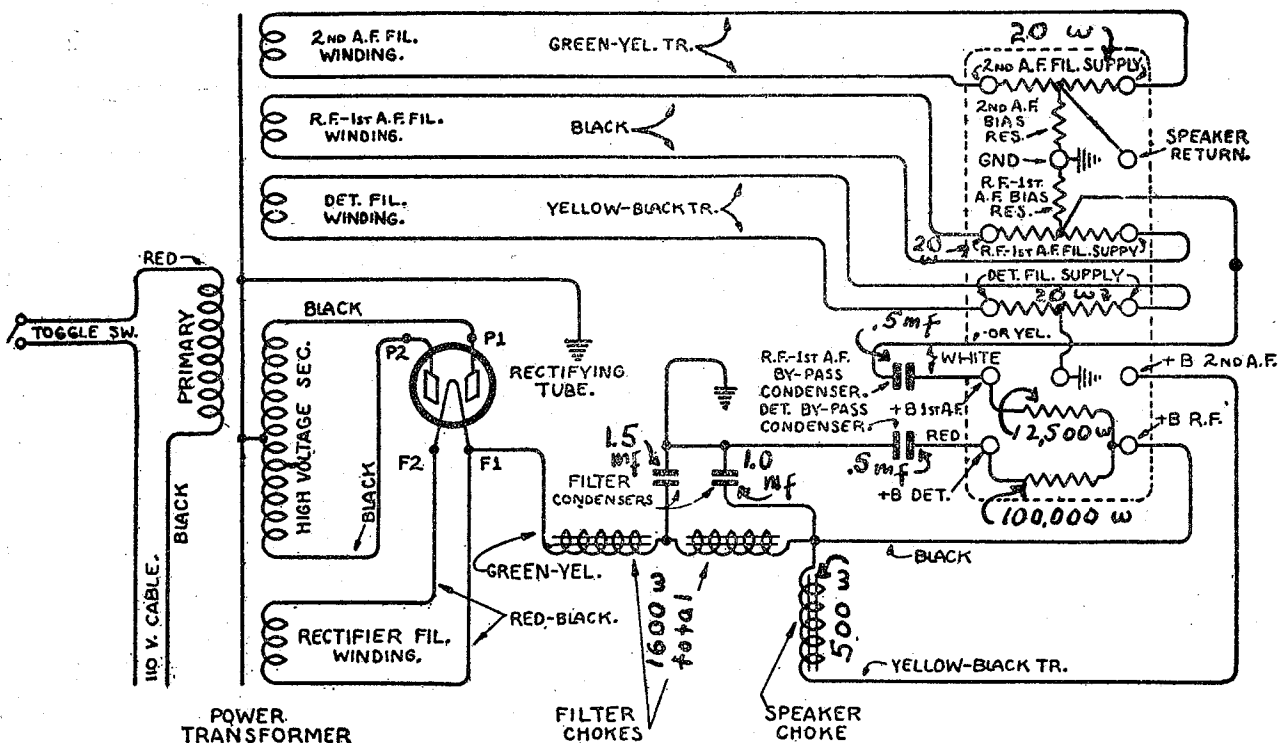 2ND A.F. FIL.
WINDING.
GREEN-YEL. TR.
20 w
2ND A.F. FIL. SUPPLY
2ND A.F.
BIAS
RES.
R.F.-1ST A.F. FIL.
WINDING.
BLACK
GND
SPEAKER
RETURN.
R.F.-1ST
A.F. BIAS
RES.
DET. FIL.
WINDING.
YELLOW-BLACK TR.
20
w
R.F.-1ST A.F. FIL. SUPPY
RED
DET. FIL. SUPPLY
20 w
TOGGLE SW.
PRIMARY
BLACK
P2
P1
RECTIFYING
TUBE.
.5 mf
OR YEL.
WHITE
R.F.-1ST A.F.
BY-PASS
CONDENSER.
DET. BY-PASS
CONDENSER
+B 1ST A.F.
+B 2ND A.F.
+B R.F.
12,500 w
HIGH VOLTAGE SEC.
BLACK
F2
F1
1.5
mf
1.0
mf
FILTER
CONDENSERS
RED
.5 mf
+B DET.
100,000 w
BLACK
110 V. CABLE.
BLACK
GREEN-YEL.
RED-BLACK.
1600 w
total
500 w
RECTIFIER FIL.
WINDING.
YELLOW-BLACK TR.
POWER
TRANSFORMER
FILTER
CHOKES
SPEAKER
CHOKE